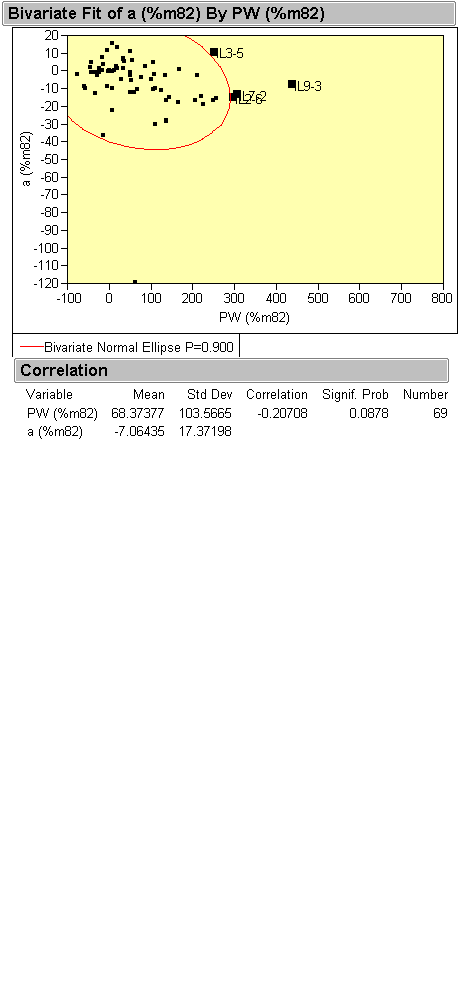 Bivariate Fit of a (%m82) By PW (%m82)
20
10
0
-10
-20
-30
-40
-50
-60
-70
-80
-90
-100
-110
-120
a (%m82)
L3-5
L9-3
L7-2
L2-6
-100 0 100 200 300 400 500 600 700 800
PW (%m82)
Bivariate Normal Ellipse P=0.900
Correlation
Variable Mean Std Dev Correlation Signif. Prob Number
PW (%m82) 68.37377 103.5665 -0.20708 0.0878 69
a (%m82) -7.06435 17.37198